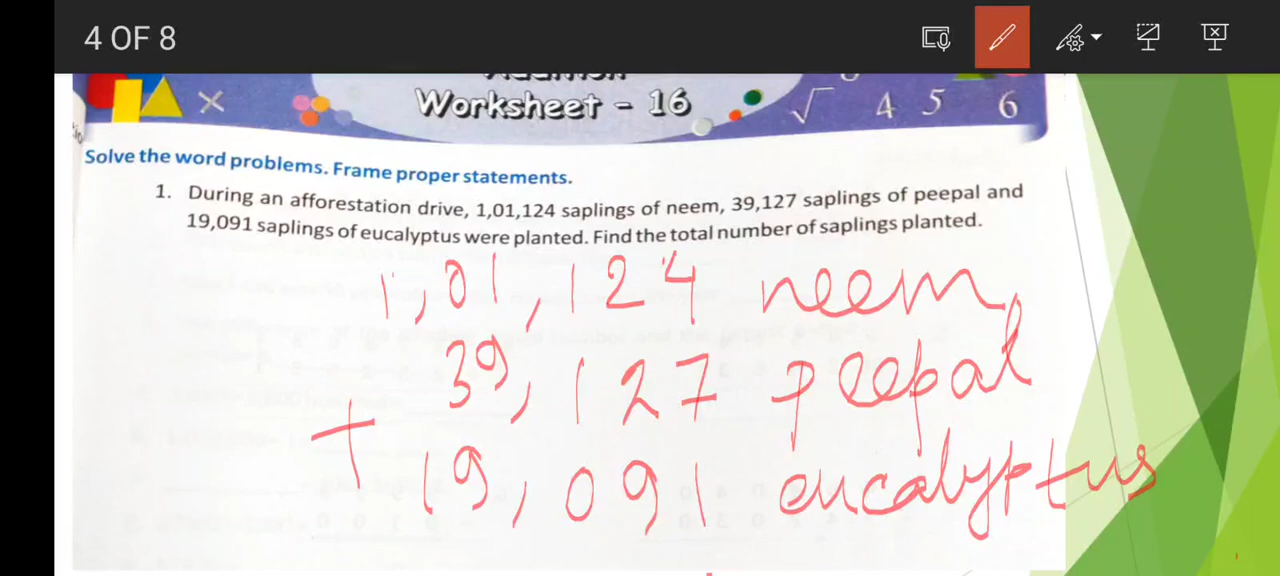 4 OF 8
Worksheet - 16
4 5 6
Solve the word problems. Frame proper statements.
1. During an afforestation drive, 1,01,124 saplings of neem, 39,127 saplings of peepal and
19,091 saplings of eucalyptus were planted. Find the total number of saplings planted.
1,01,124 neem
39,127 peepal
+ 19,091 eucalyptus